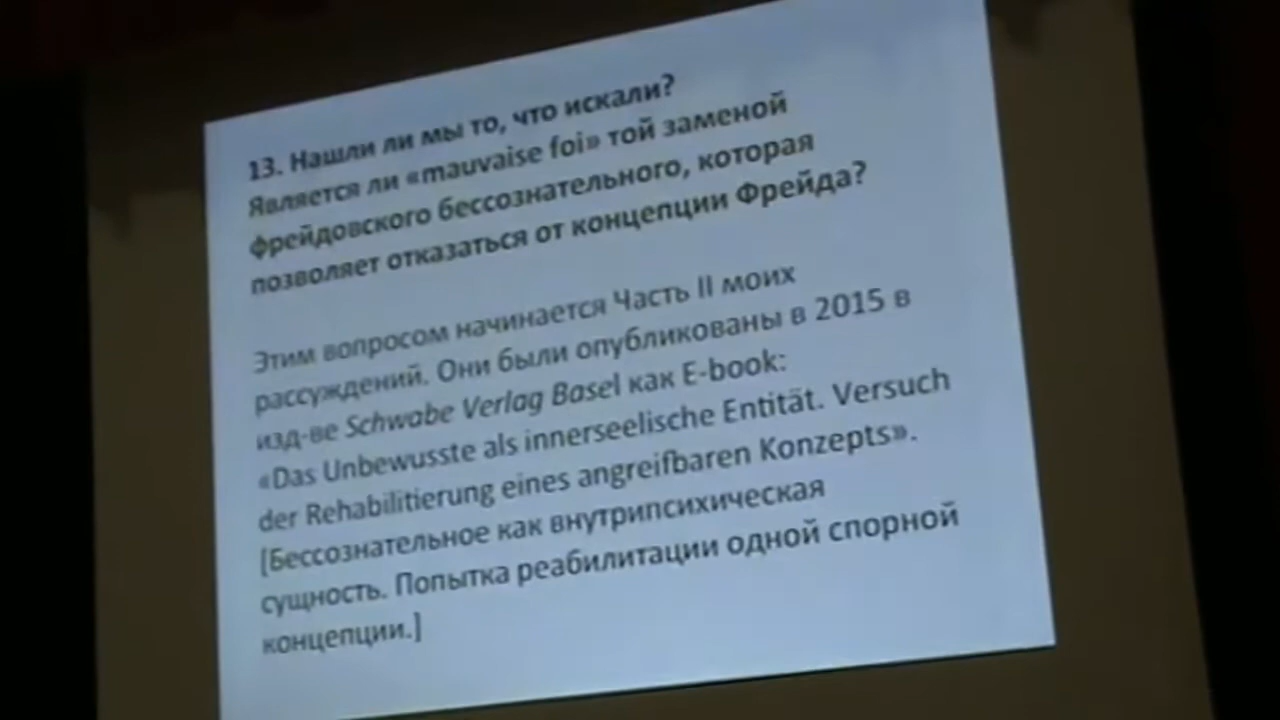 13. Нашли ли мы то, что искали?
Является ли «mauvaise foi» той заменой
фрейдовского бессознательного, которая
позволяет отказаться от концепции Фрейда?
Этим вопросом начинается Часть II моих
рассуждений. Они были опубликованы в 2015 в
изд-ве Schwabe Verlag Basel как E-book:
«Das Unbewusste als innerseelische Entität. Versuch
der Rehabilitierung eines angreifbaren Konzepts».
[Бессознательное как внутрипсихическая
сущность. Попытка реабилитации одной спорной
концепции.]